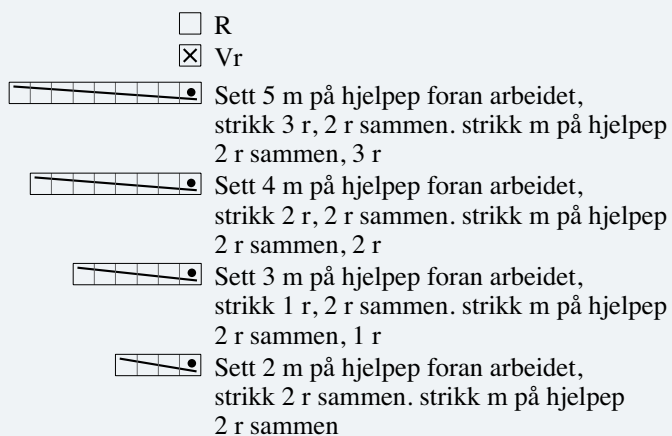 R
Vr
Sett 5 m på hjelpep foran arbeidet,
strikk 3 r, 2 r sammen. strikk m på hjelpep
2 r sammen, 3 r
Sett 4 m på hjelpep foran arbeidet,
strikk 2 r, 2 r sammen. strikk m på hjelpep
2 r sammen, 2 r
Sett 3 m på hjelpep foran arbeidet,
strikk 1 r, 2 r sammen. strikk m på hjelpep
2 r sammen, 1 r
Sett 2 m på hjelpep foran arbeidet,
strikk 2 r sammen. strikk m på hjelpep
2 r sammen